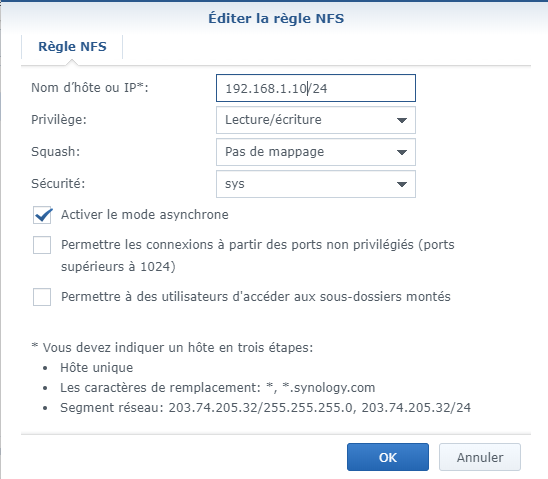 Éditer la règle NFS
Règle NFS
Nom d'hôte ou IP*:
192.168.1.10/24
Privilège:
Lecture/écriture
Squash:
Pas de mappage
Sécurité:
sys
Activer le mode asynchrone
Permettre les connexions à partir des ports non privilégiés (ports
supérieurs à 1024)
Permettre à des utilisateurs d'accéder aux sous-dossiers montés
* Vous devez indiquer un hôte en trois étapes:
• Hôte unique
• Les caractères de remplacement: *, *.synology.com
• Segment réseau: 203.74.205.32/255.255.255.0, 203.74.205.32/24
OK
Annuler